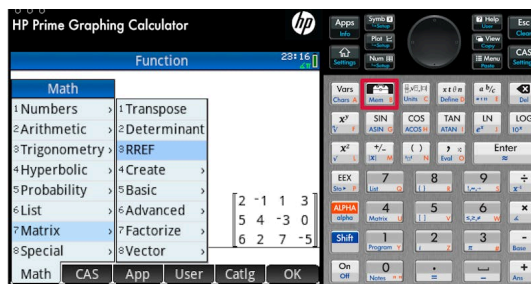 HP Prime Graphing Calculator
hp
Function
23:16
Math
1 Numbers
2 Arithmetic
3 Trigonometry
4 Hyperbolic
5 Probability
6 List
7 Matrix
8 Special
1 Transpose
2 Determinant
3 RREF
4 Create
5 Basic
6 Advanced
7 Factorize
8 Vector
2 -1 1 3
5 4 -3 0
6 2 7 -5
Math CAS App User Catlg OK
Apps Symb Help Esc
Info Setup User Clear
Plot View CAS
Setup Copy
Settings Num Menu Settings
Setup Paste
Vars x t θ n a b/c
Chars A Mem B Units C Define D Del
SIN COS TAN LN LOG
F ASIN G ACOS H ATAN I J 10ˣ
+/- ( ) , Enter
L |x| M N Eval O ≈
EEX 7 8 9 ÷
Sto ▸ P List Q { } R S
ALPHA 4 5 6 ×
alpha Matrix U [ ] V W
Shift 1 2 3 -
Program Y i Z π Base
On 0 . +
Off Notes = Ans